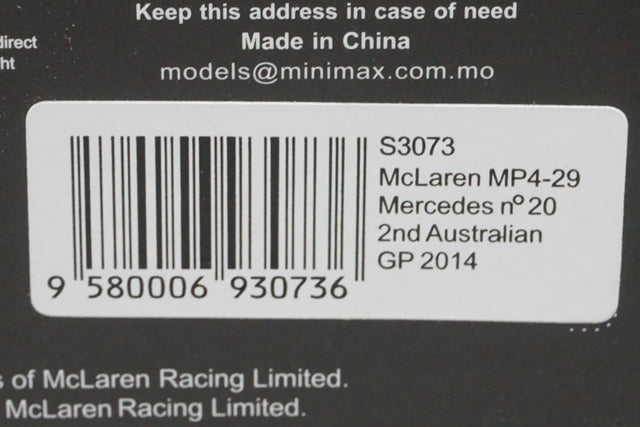 Keep this address in case of need
direct
Made in China
ht
models@minimax.com.mo
S3073
McLaren MP4-29
Mercedes nº 20
2nd Australian
GP 2014
9 580006 930736
s of McLaren Racing Limited.
McLaren Racing Limited.